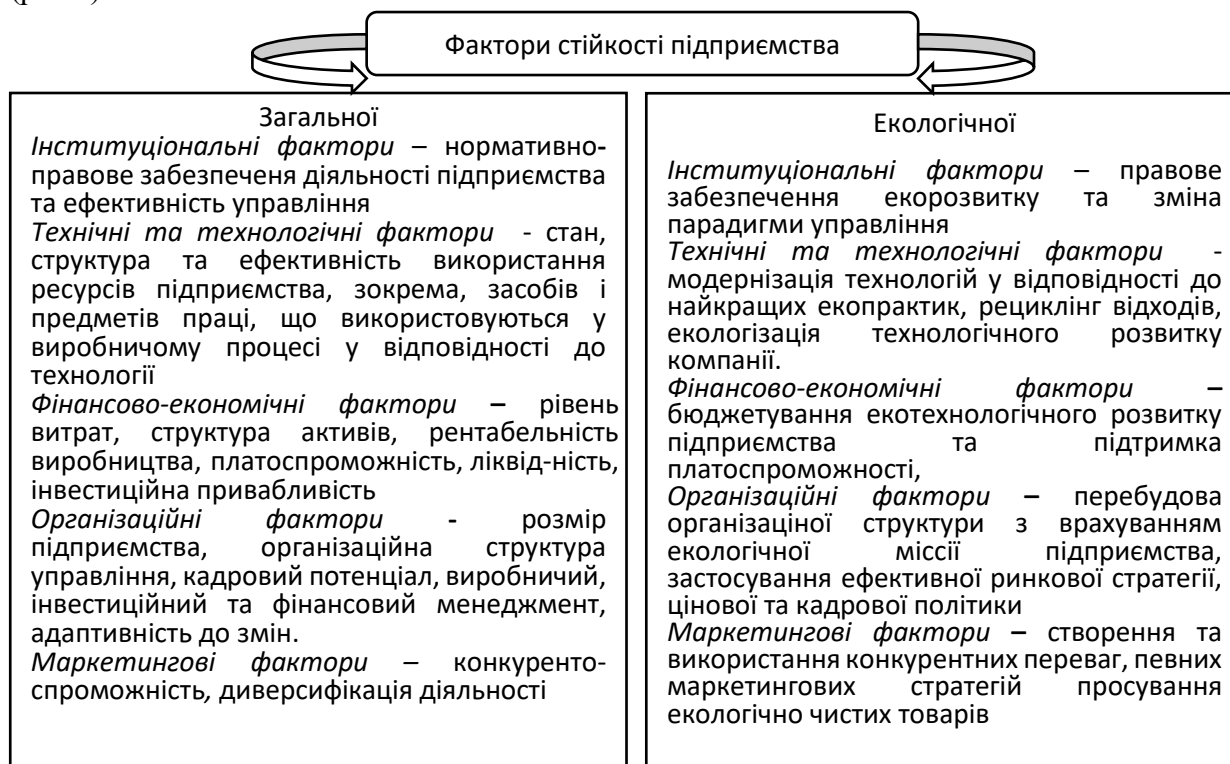 Фактори стійкості підприємства
Загальної
Інституціональні фактори – нормативно-
правове забезпеченя діяльності підприємства
та ефективність управління
Технічні та технологічні фактори - стан,
структура та ефективність використання
ресурсів підприємства, зокрема, засобів і
предметів праці, що використовуються у
виробничому процесі у відповідності до
технології
Фінансово-економічні фактори – рівень
витрат, структура активів, рентабельність
виробництва, платоспроможність, ліквід-ність,
інвестиційна привабливість
Організаційні фактори - розмір
підприємства, організаційна структура
управління, кадровий потенціал, виробничий,
інвестиційний та фінансовий менеджмент,
адаптивність до змін.
Маркетингові фактори – конкуренто-
спроможність, диверсифікація діяльності
Екологічної
Інституціональні фактори – правове
забезпечення екорозвитку та зміна
парадигми управління
Технічні та технологічні фактори -
модернізація технологій у відповідності до
найкращих екопрактик, рециклінг відходів,
екологізація технологічного розвитку
компанії.
Фінансово-економічні фактори –
бюджетування екотехнологічного розвитку
підприємства та підтримка
платоспроможності,
Організаційні фактори – перебудова
організаціної структури з врахуванням
екологічної міссії підприємства,
застосування ефективної ринкової стратегії,
цінової та кадрової політики
Маркетингові фактори – створення та
використання конкурентних переваг, певних
маркетингових стратегій просування
екологічно чистих товарів